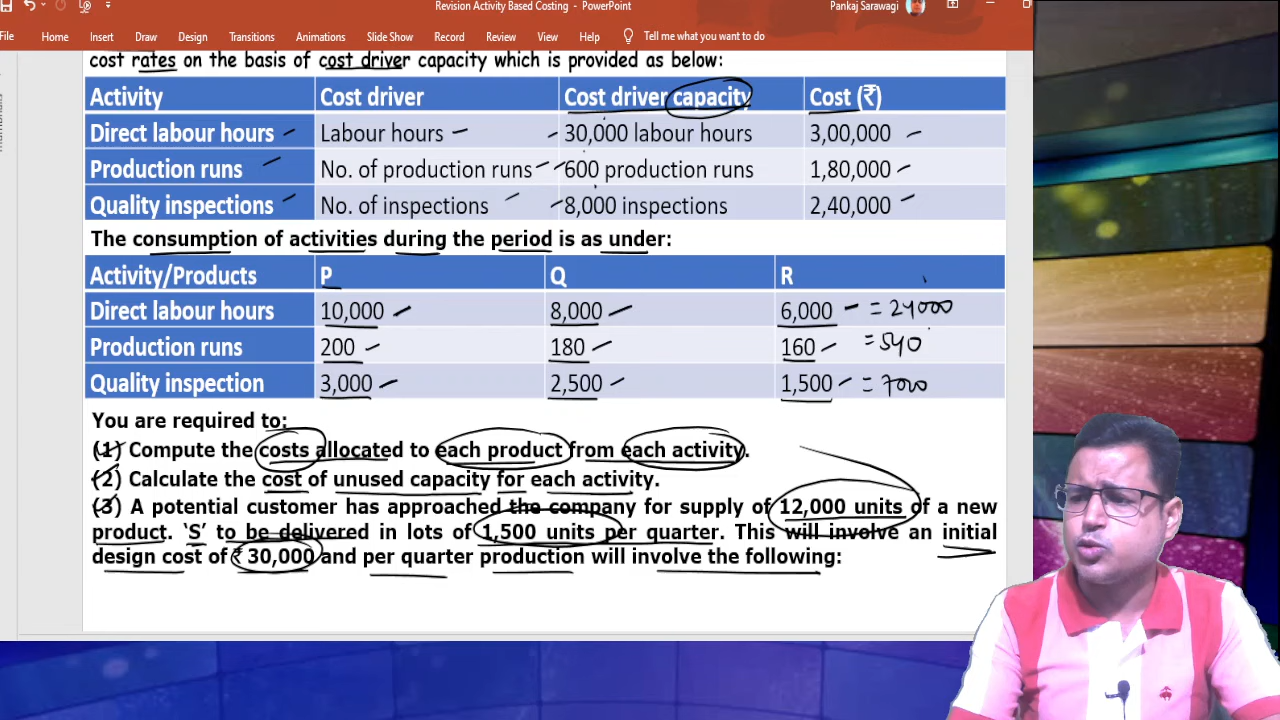 Revision Activity Based Costing - PowerPoint
Pankaj Sarawagi
File Home Insert Draw Design Transitions Animations Slide Show Record Review View Help Tell me what you want to do
cost rates on the basis of cost driver capacity which is provided as below:
Activity Cost driver Cost driver capacity Cost (₹)
Direct labour hours Labour hours 30,000 labour hours 3,00,000
Production runs No. of production runs 600 production runs 1,80,000
Quality inspections No. of inspections 8,000 inspections 2,40,000
The consumption of activities during the period is as under:
Activity/Products P Q R
Direct labour hours 10,000 8,000 6,000 = 24000
Production runs 200 180 160 = 540
Quality inspection 3,000 2,500 1,500 = 7000
You are required to:
(1) Compute the costs allocated to each product from each activity.
(2) Calculate the cost of unused capacity for each activity.
(3) A potential customer has approached the company for supply of 12,000 units of a new
product. ‘S’ to be delivered in lots of 1,500 units per quarter. This will involve an initial
design cost of ₹ 30,000 and per quarter production will involve the following: